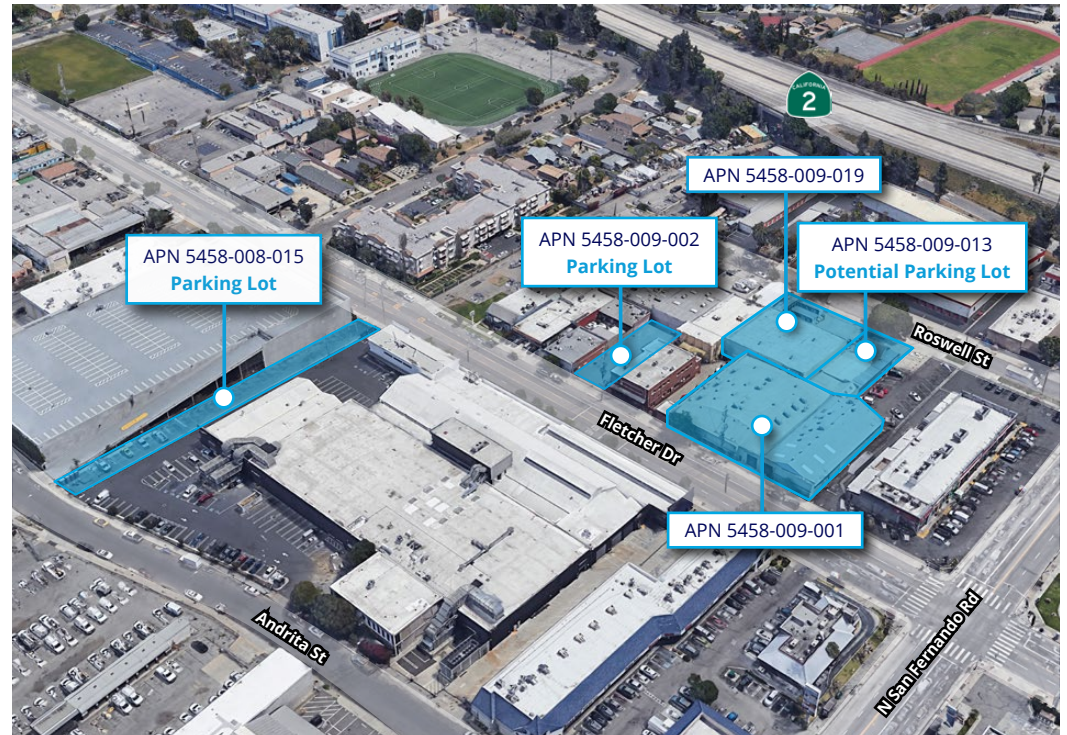 CALIFORNIA
2
APN 5458-009-019
APN 5458-008-015
Parking Lot
APN 5458-009-002
Parking Lot
APN 5458-009-013
Potential Parking Lot
Roswell St
Fletcher Dr
APN 5458-009-001
Andrita St
N San Fernando Rd